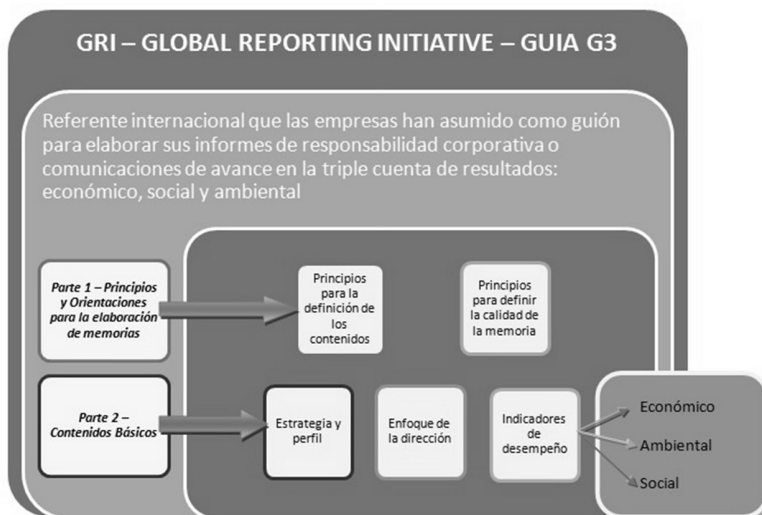 GRI – GLOBAL REPORTING INITIATIVE – GUIA G3
Referente internacional que las empresas han asumido como guión
para elaborar sus informes de responsabilidad corporativa o
comunicaciones de avance en la triple cuenta de resultados:
económico, social y ambiental
Parte 1 – Principios
y Orientaciones
para la elaboración
de memorias
Principios
para la
definición de
los
contenidos
Principios
para definir
la calidad de
la memoria
Parte 2 –
Contenidos Básicos
Estrategia y
perfil
Enfoque de
la dirección
Indicadores
de
desempeño
Económico
Ambiental
Social